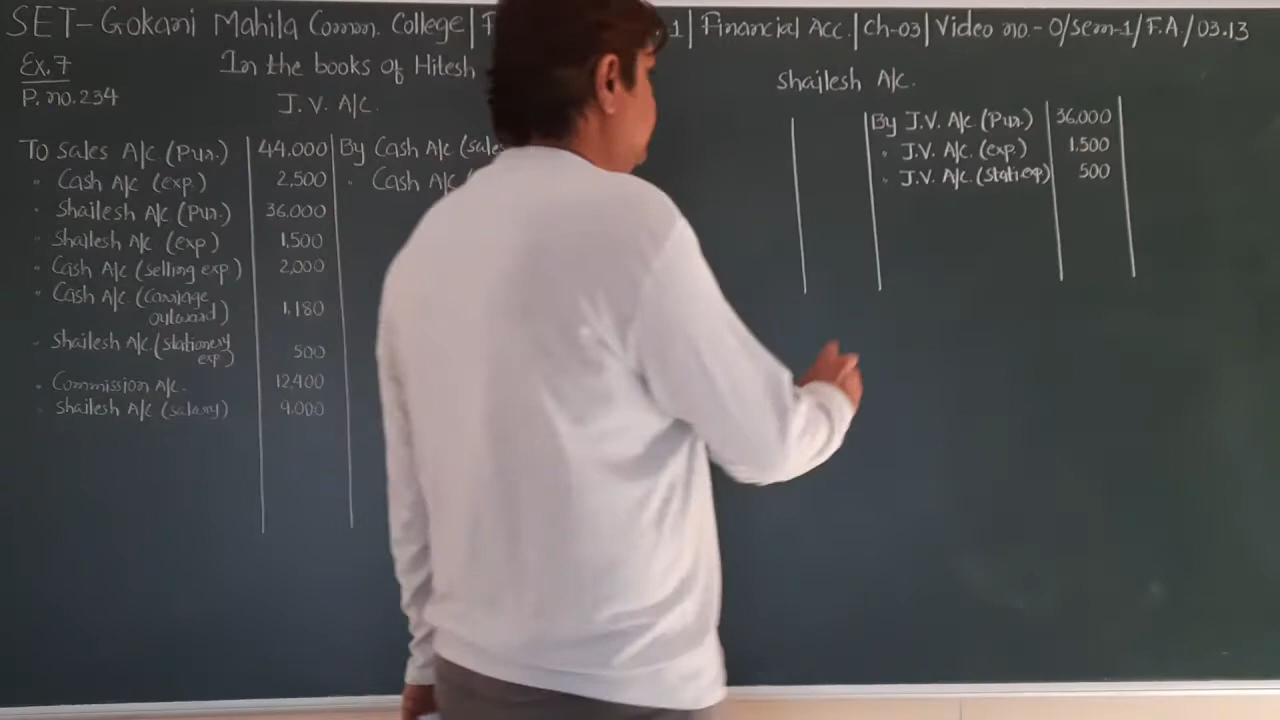 SET-Gokani Mahila Comm. College| 1| Financial Acc.|Ch-03|Video no.-0/sem-1/F.A./03.13
Ex.7
P.no.234
In the books of Hitesh
J.V. A/c.
To Sales A/c (Pur.) 44.000 By Cash A/c (sales
" Cash A/c (exp.) 2,500 " Cash A/c
" Shailesh A/c (Pur.) 36.000
" Shailesh A/c (exp) 1,500
" Cash A/c (selling exp) 2,000
" Cash A/c (carriage
outward) 1,180
" Shailesh A/c (stationery
exp) 500
" Commission A/c. 12,400
" Shailesh A/c (salary) 9.000
Shailesh A/c.
By J.V. A/c (Pur.) 36.000
" J.V. A/c. (exp) 1.500
" J.V. A/c. (stati exp) 500